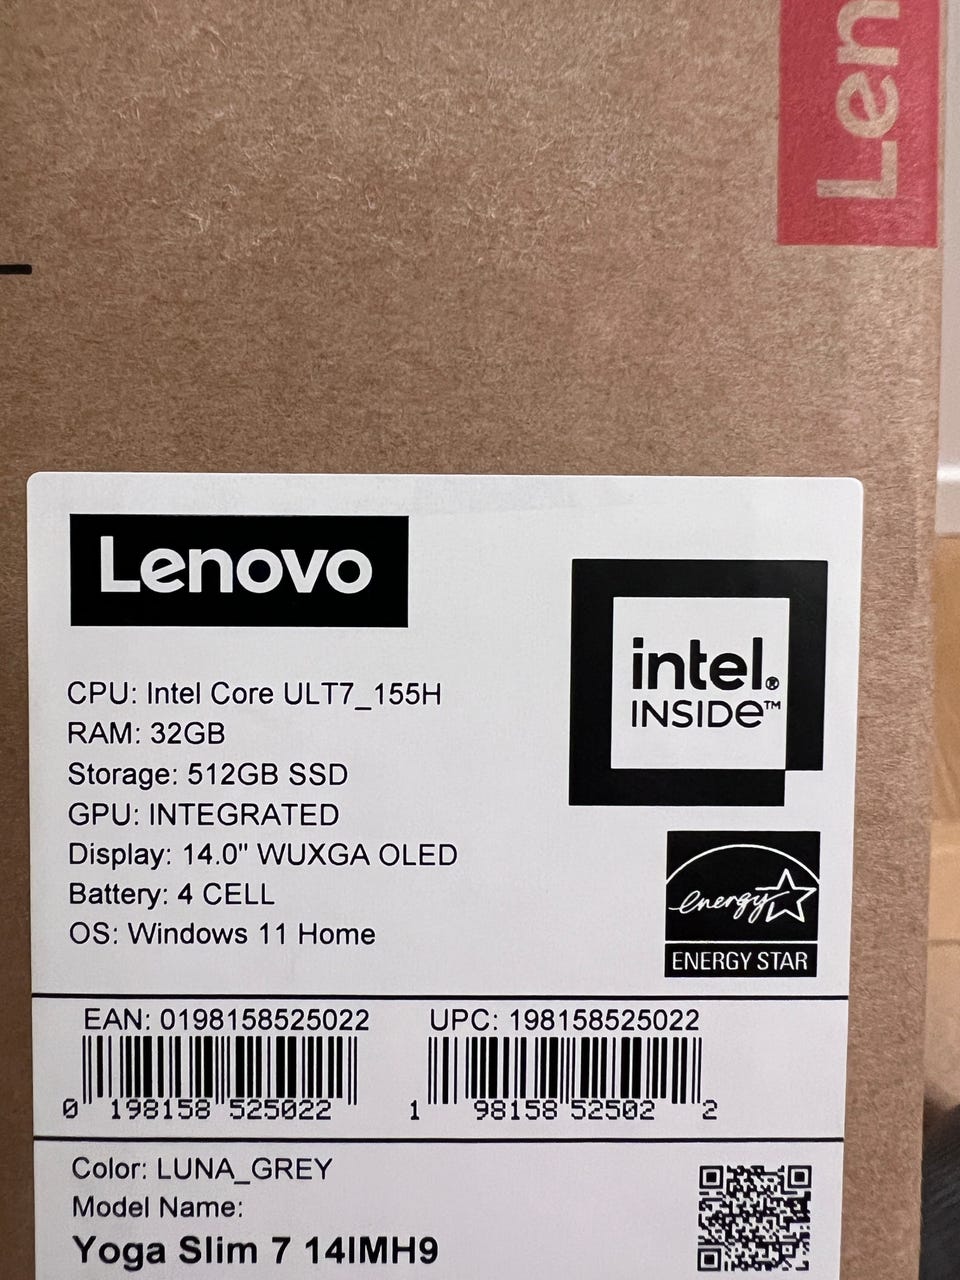 Len
Lenovo
intel®
INSIDE™
CPU: Intel Core ULT7_155H
RAM: 32GB
Storage: 512GB SSD
GPU: INTEGRATED
Display: 14.0" WUXGA OLED
Battery: 4 CELL
OS: Windows 11 Home
energy
ENERGY STAR
EAN: 0198158525022
UPC: 198158525022
0 198158 525022
1 98158 52502 2
Color: LUNA_GREY
Model Name:
Yoga Slim 7 14IMH9